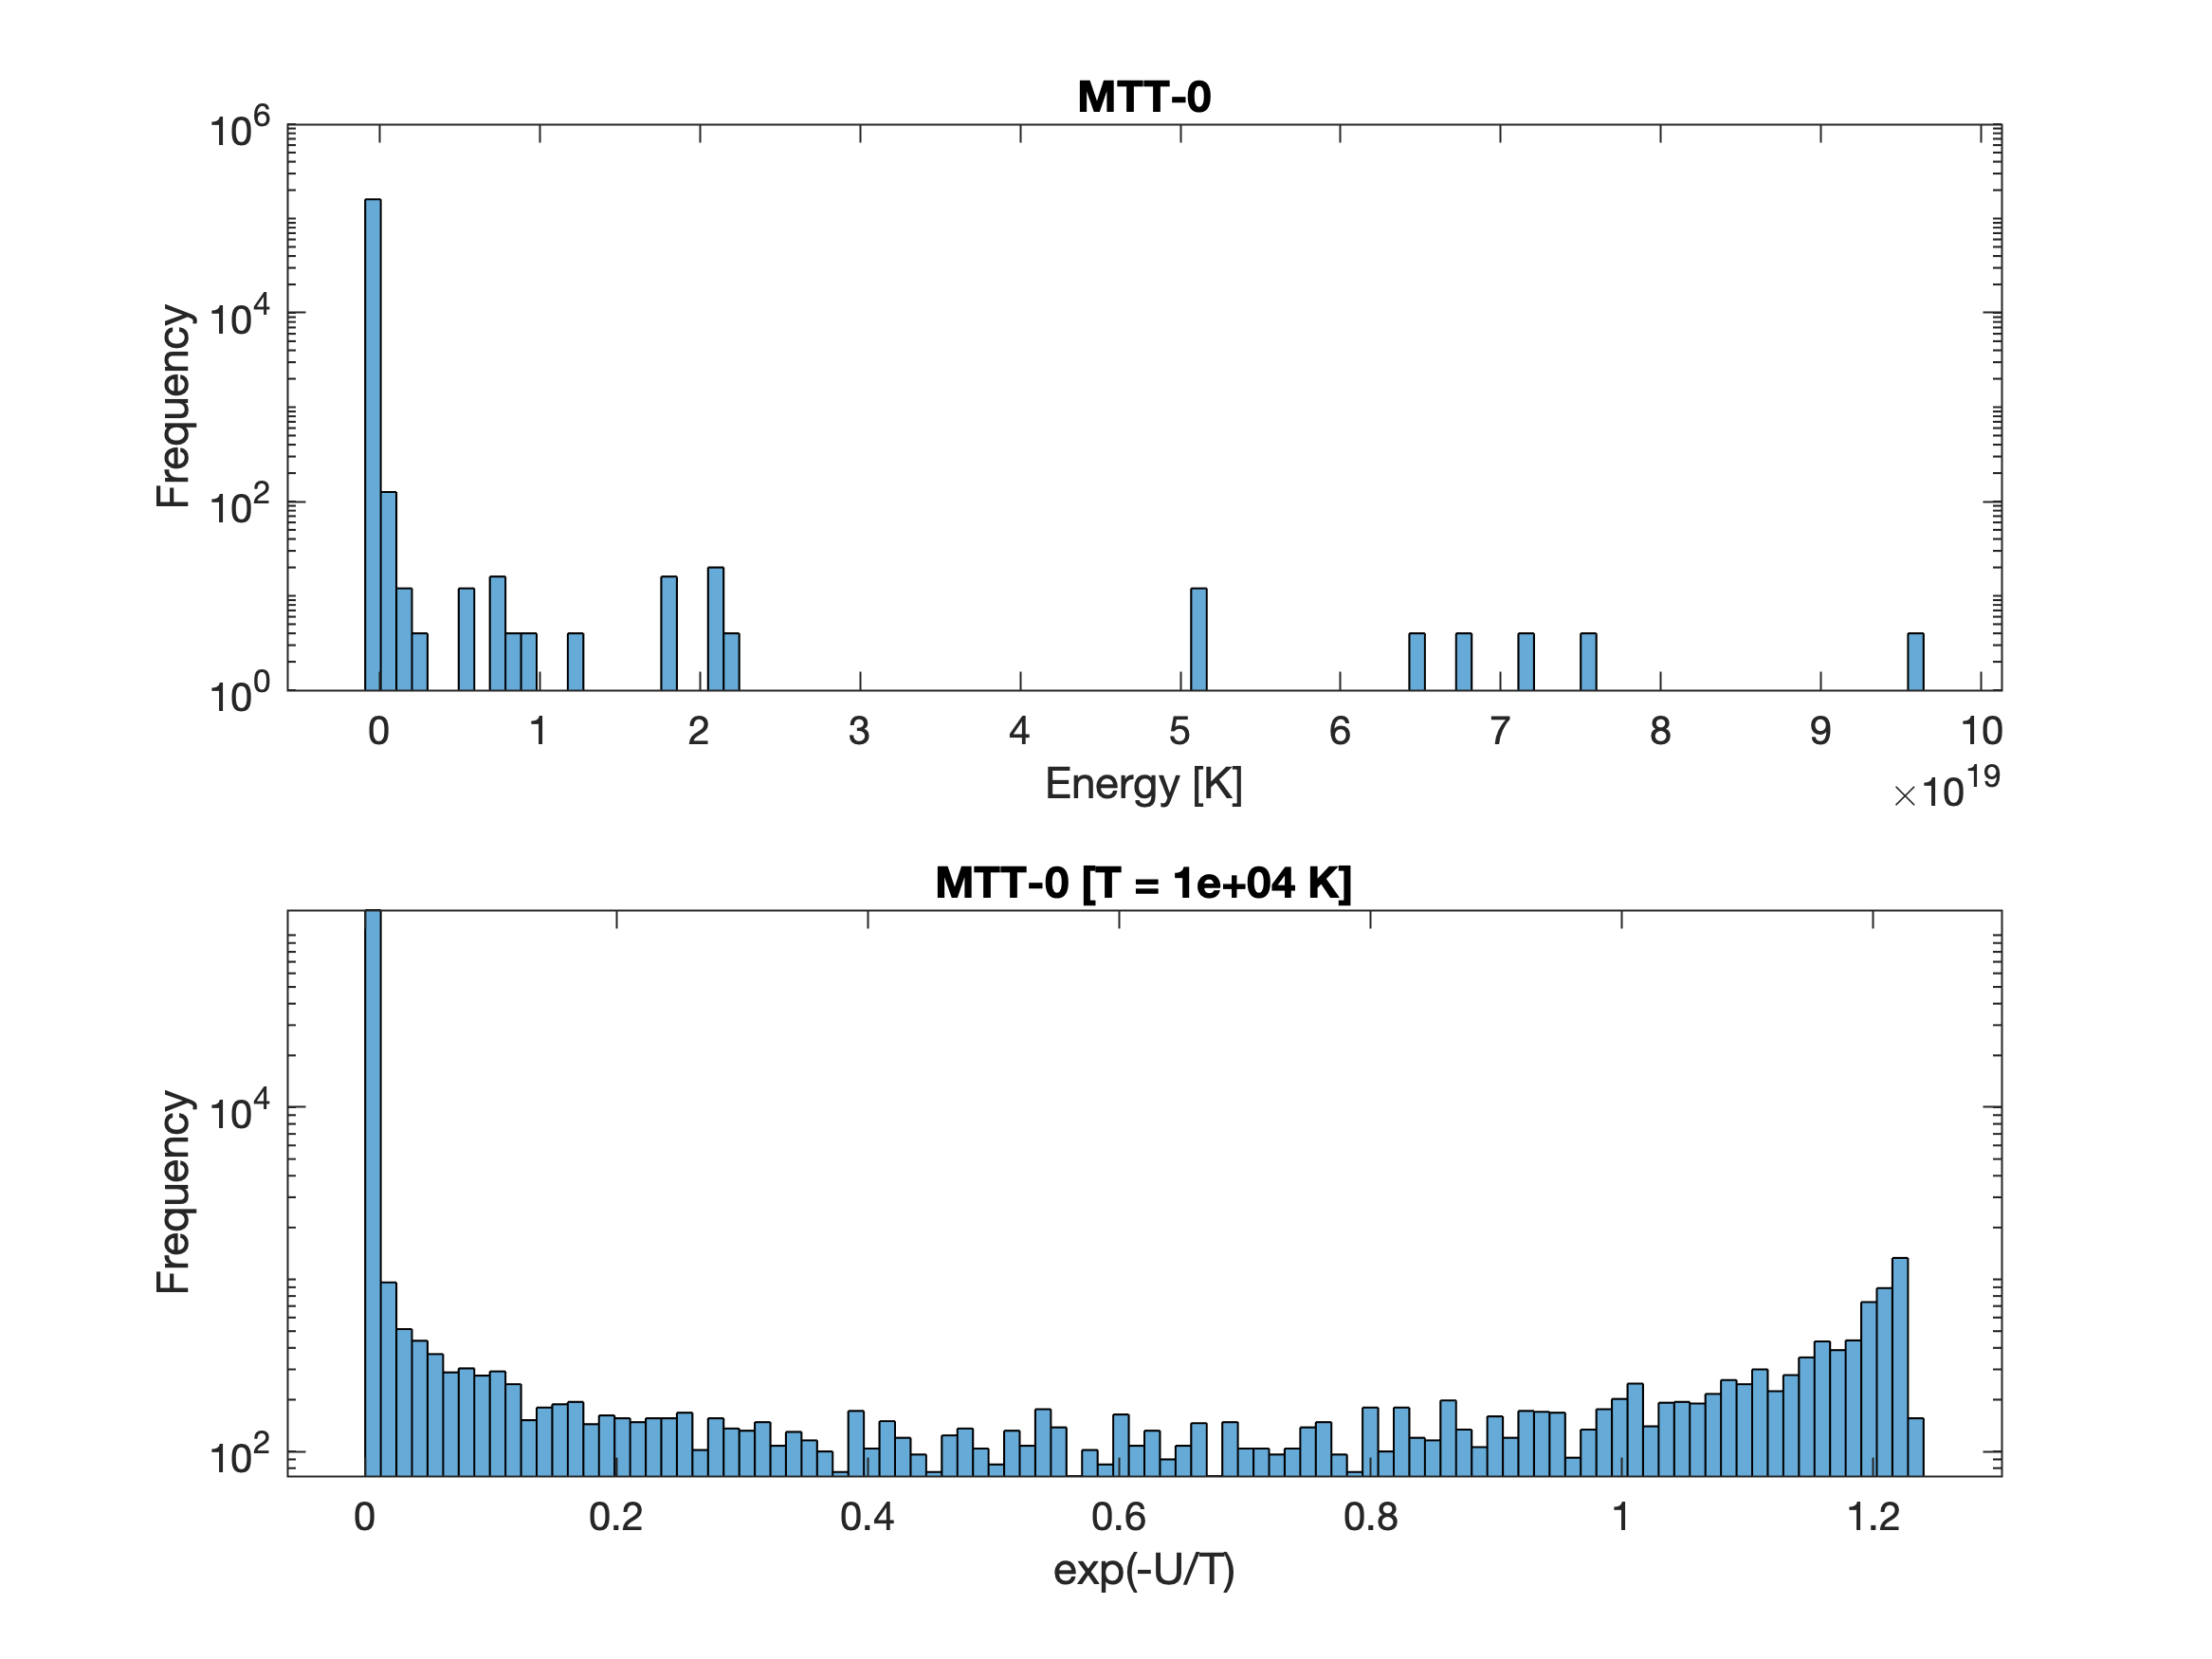 MTT-0
10^6
10^4
10^2
10^0
Frequency
0 1 2 3 4 5 6 7 8 9 10
Energy [K]
×10^19
MTT-0 [T = 1e+04 K]
10^4
10^2
Frequency
0 0.2 0.4 0.6 0.8 1 1.2
exp(-U/T)